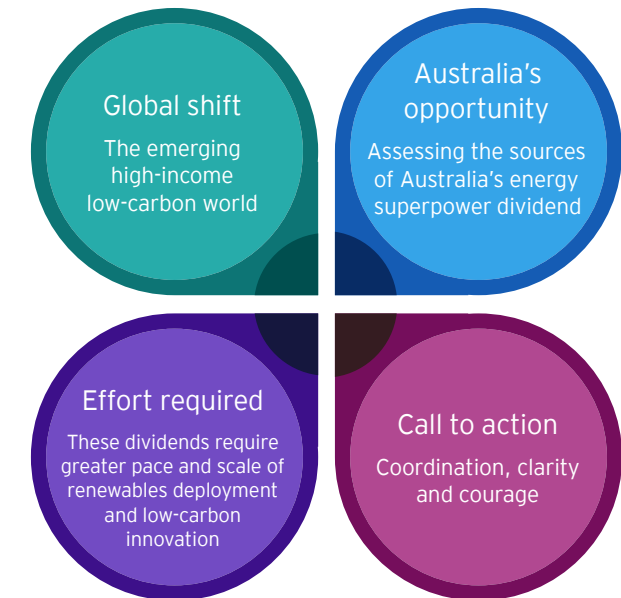 Global shift
The emerging
high-income
low-carbon world
Australia’s
opportunity
Assessing the sources
of Australia’s energy
superpower dividend
Effort required
These dividends require
greater pace and scale of
renewables deployment
and low-carbon
innovation
Call to action
Coordination, clarity
and courage